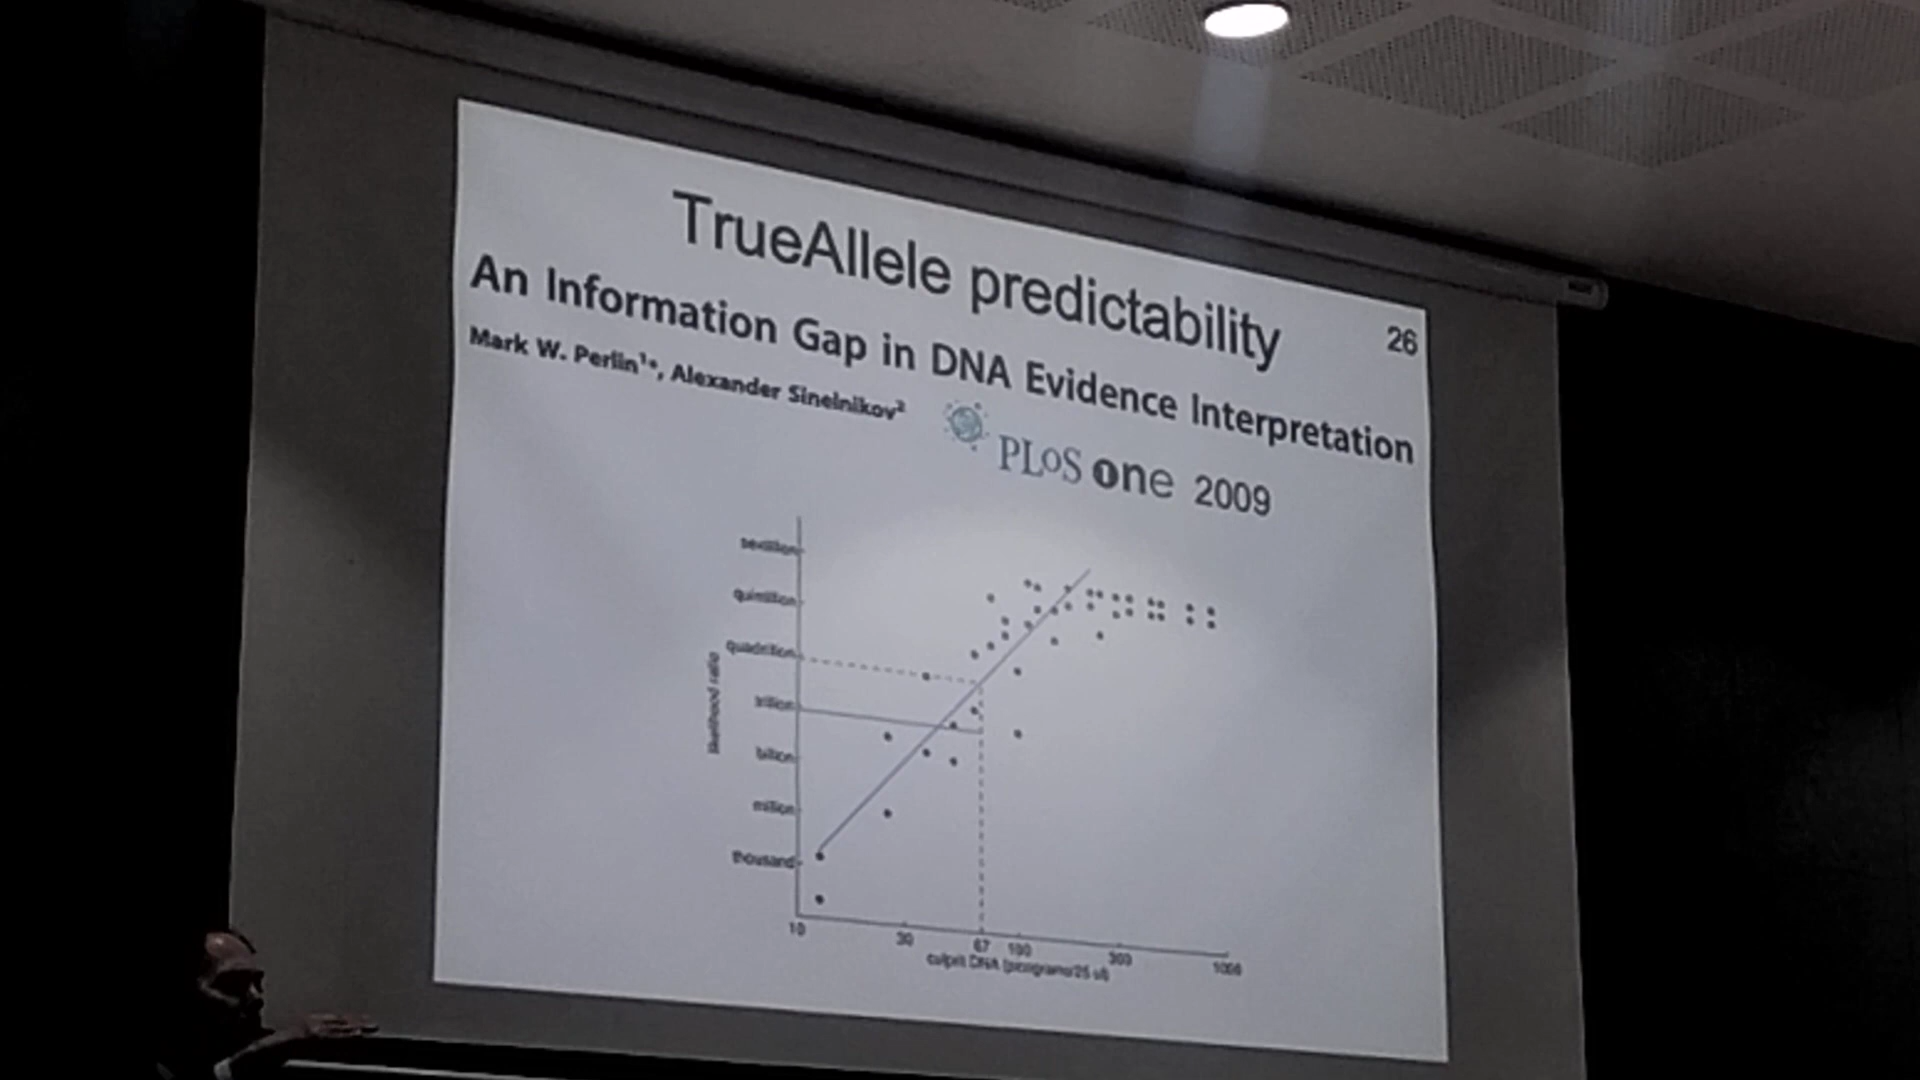 TrueAllele predictability
26
An Information Gap in DNA Evidence Interpretation
Mark W. Perlin¹*, Alexander Sinelnikov²
PLoS one 2009
sextillion
quintillion
quadrillion
trillion
billion
million
thousand
likelihood ratio
10 30 67 100 300 1000
culprit DNA (picograms/25 ul)